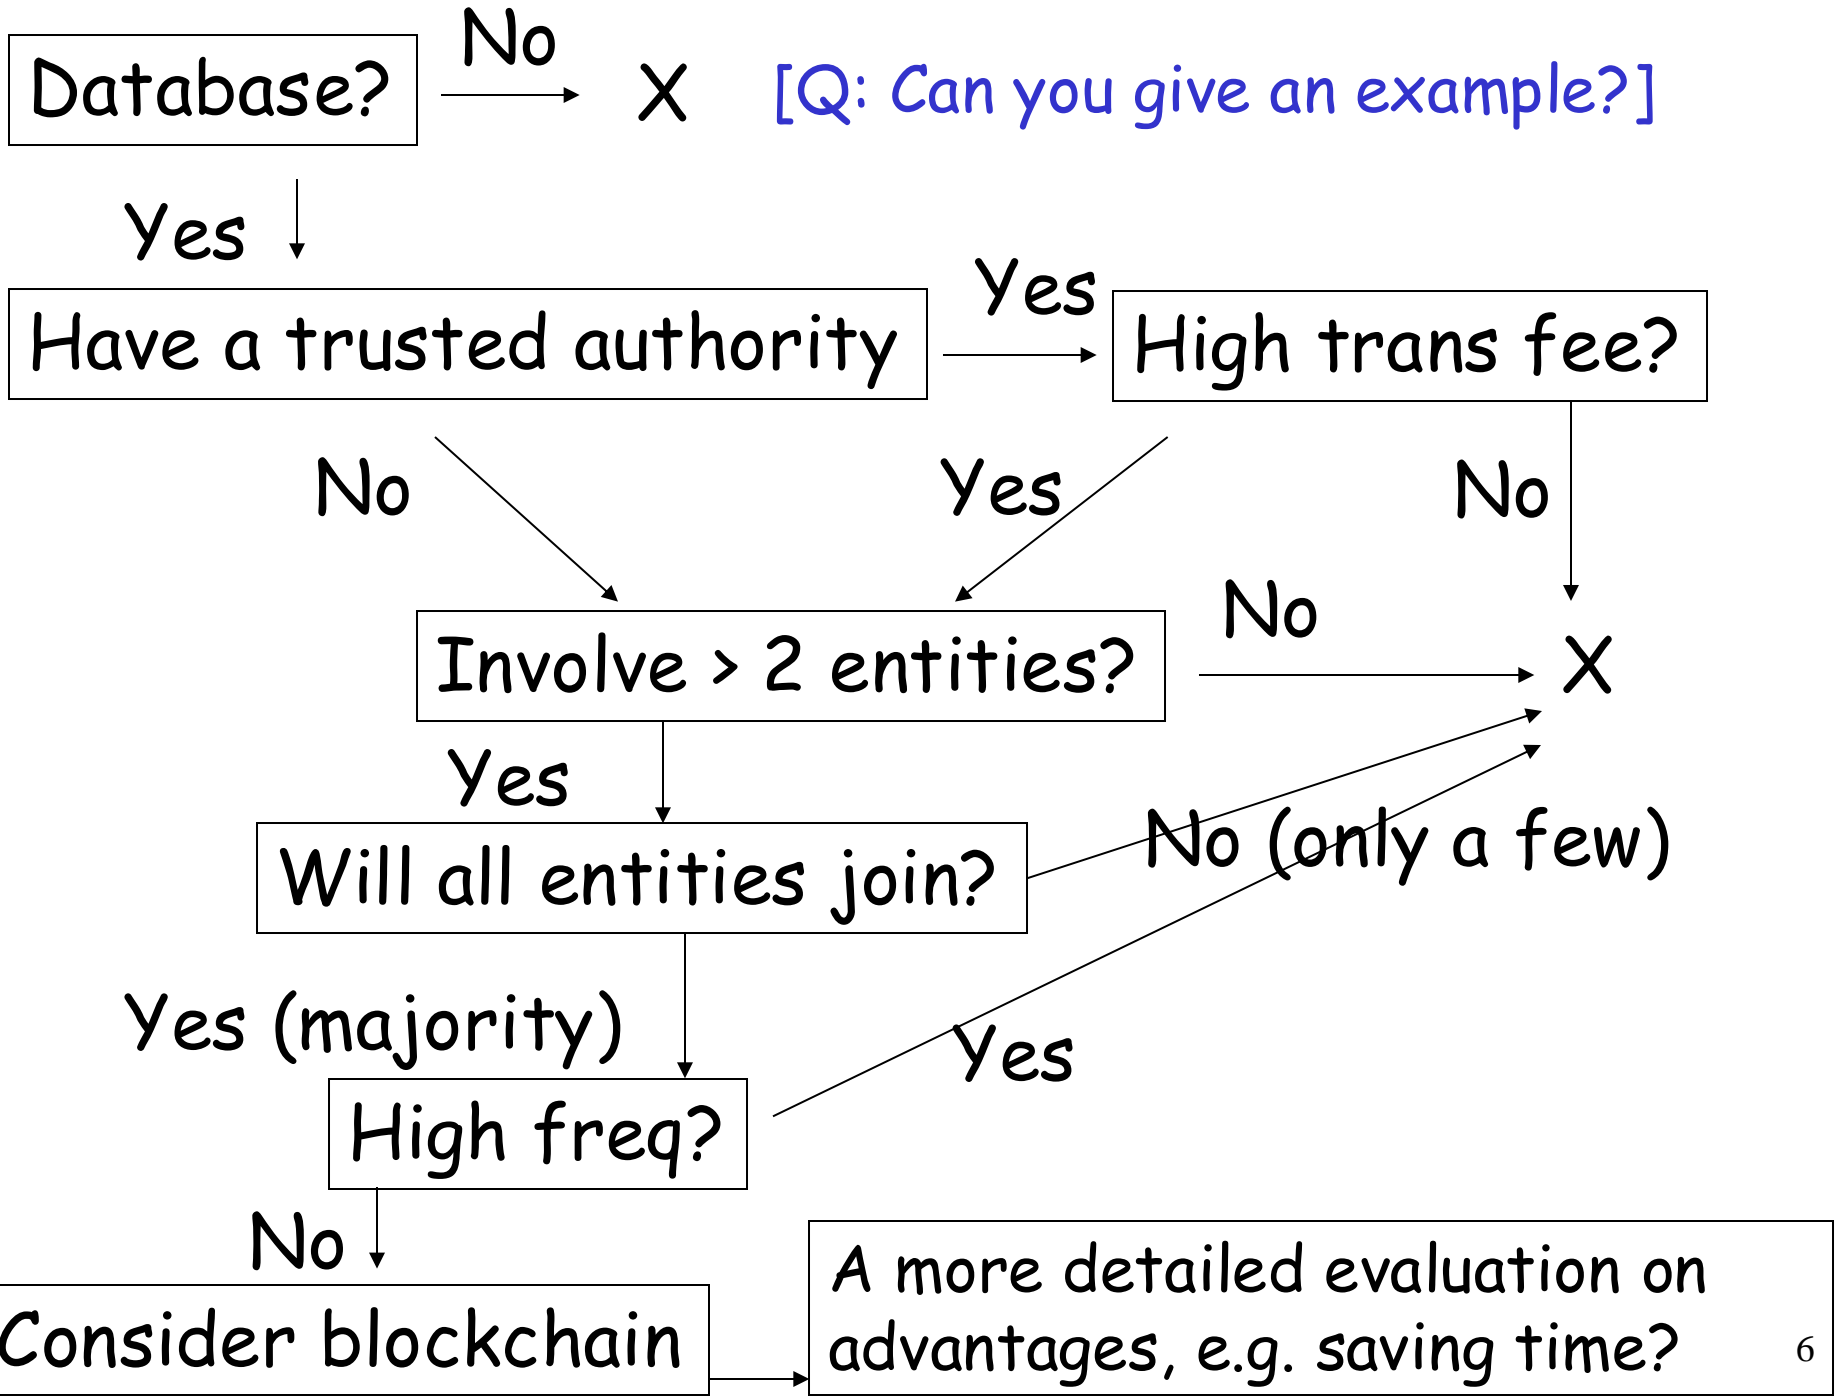 Database?
No
X
[Q: Can you give an example?]
Yes
Have a trusted authority
Yes
High trans fee?
No
Yes
No
Involve > 2 entities?
No
X
Yes
Will all entities join?
No (only a few)
Yes (majority)
High freq?
Yes
No
Consider blockchain
A more detailed evaluation on
advantages, e.g. saving time?
6